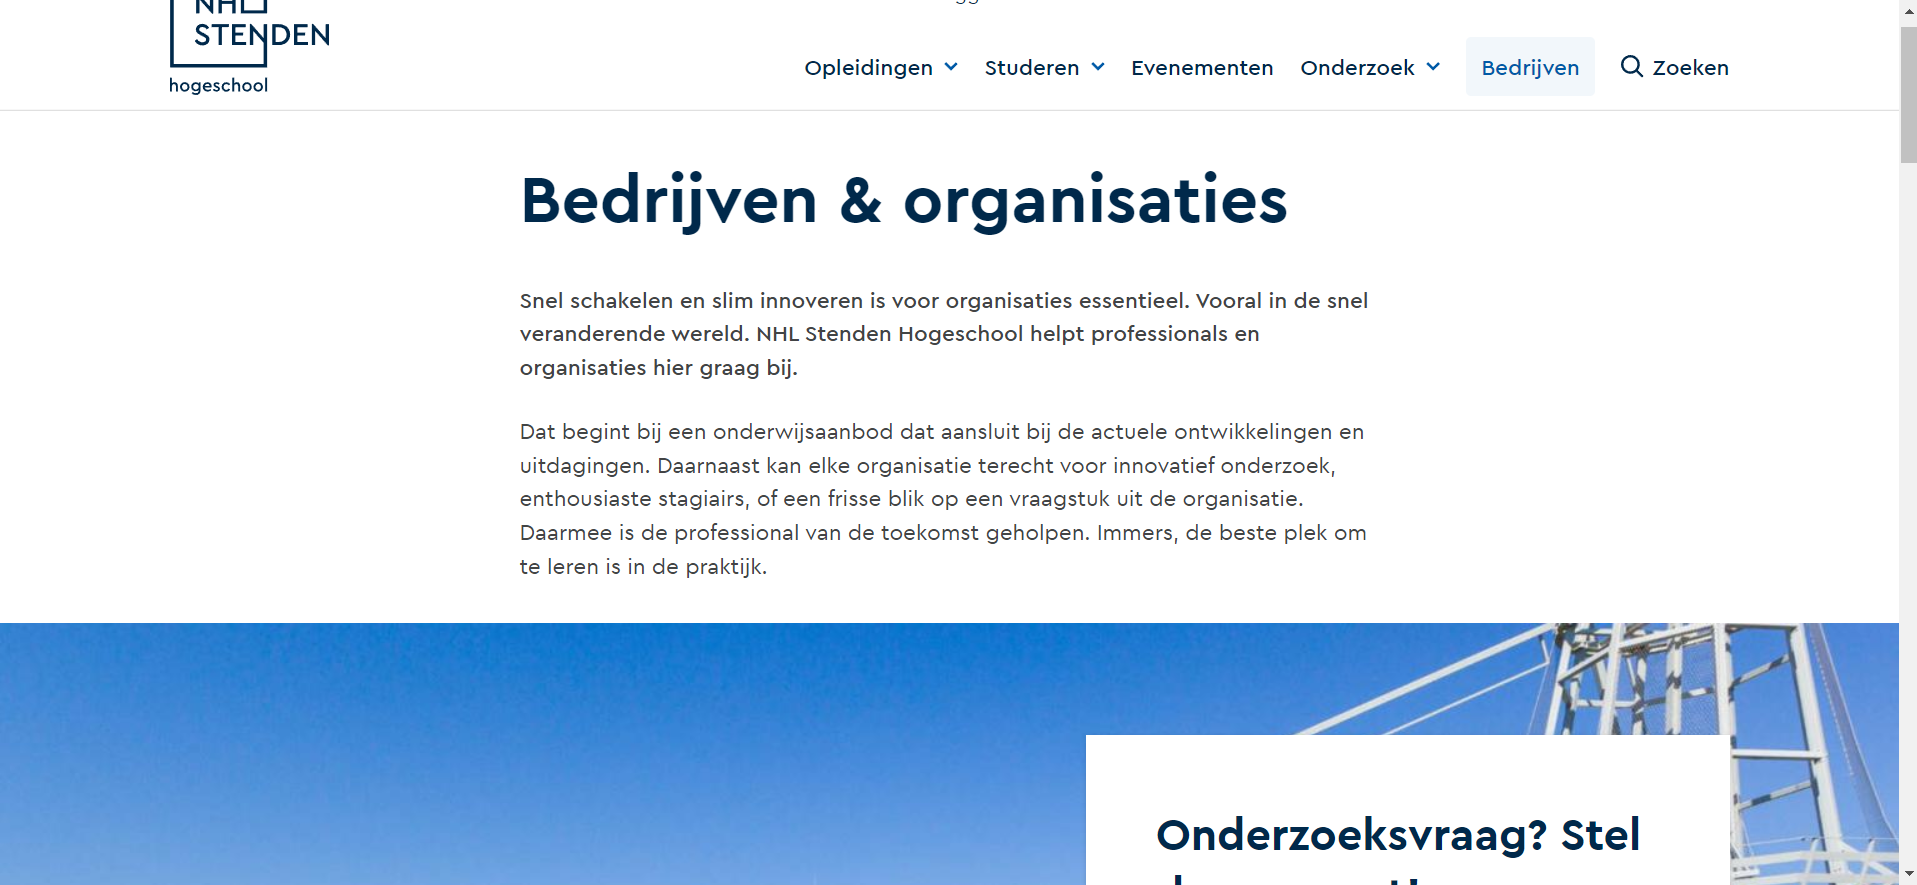 NHL
STENDEN
hogeschool
Opleidingen Studeren Evenementen Onderzoek Bedrijven Zoeken
Bedrijven & organisaties
Snel schakelen en slim innoveren is voor organisaties essentieel. Vooral in de snel
veranderende wereld. NHL Stenden Hogeschool helpt professionals en
organisaties hier graag bij.
Dat begint bij een onderwijsaanbod dat aansluit bij de actuele ontwikkelingen en
uitdagingen. Daarnaast kan elke organisatie terecht voor innovatief onderzoek,
enthousiaste stagiairs, of een frisse blik op een vraagstuk uit de organisatie.
Daarmee is de professional van de toekomst geholpen. Immers, de beste plek om
te leren is in de praktijk.
Onderzoeksvraag? Stel